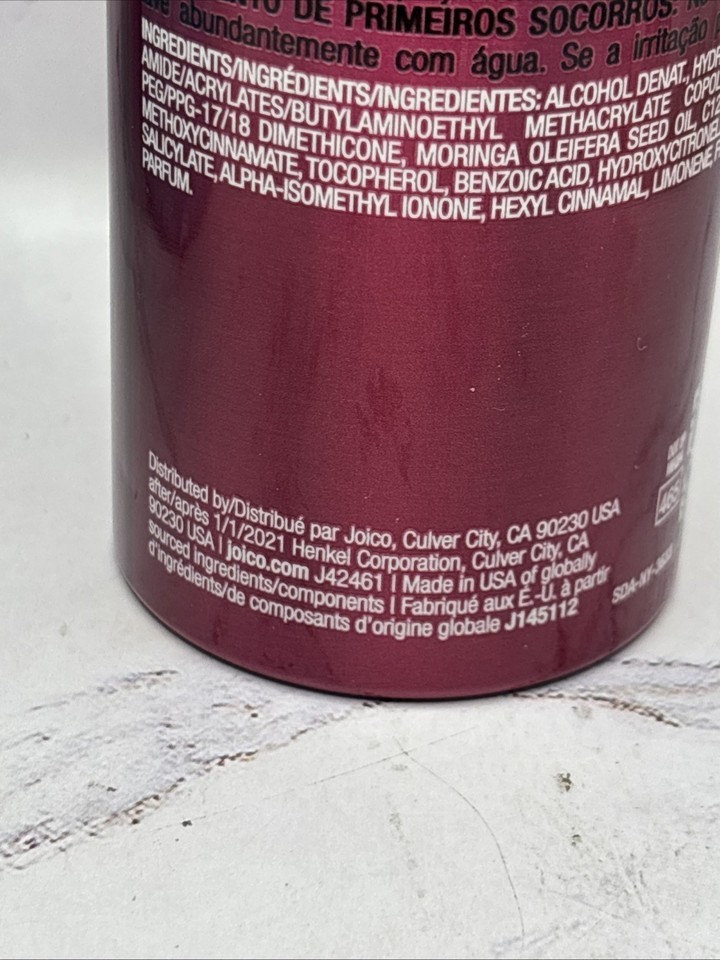 DE PRIMEIROS SOCORROS:
abundantemente com água. Se a irritação
INGREDIENTS/INGRÉDIENTS/INGREDIENTES: ALCOHOL DENAT.,
AMIDE/ACRYLATES/BUTYLAMINOETHYL METHACRYLATE
PEG/PPG-17/18 DIMETHICONE, MORINGA OLEIFERA SEED OIL,
METHOXYCINNAMATE, TOCOPHEROL, BENZOIC ACID,
SALICYLATE, ALPHA-ISOMETHYL IONONE, HEXYL CINNAMAL, LIMONENE,
PARFUM.
Distributed by/Distribué par Joico, Culver City, CA 90230 USA
after/après 1/1/2021 Henkel Corporation, Culver City, CA
90230 USA | joico.com J42461 | Made in USA of globally
sourced ingredients/components | Fabriqué aux É.-U. à partir
d'ingrédients/de composants d'origine globale J145112